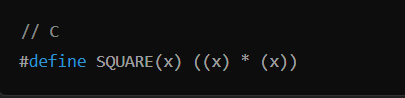 // C
#define SQUARE(x) ((x) * (x))